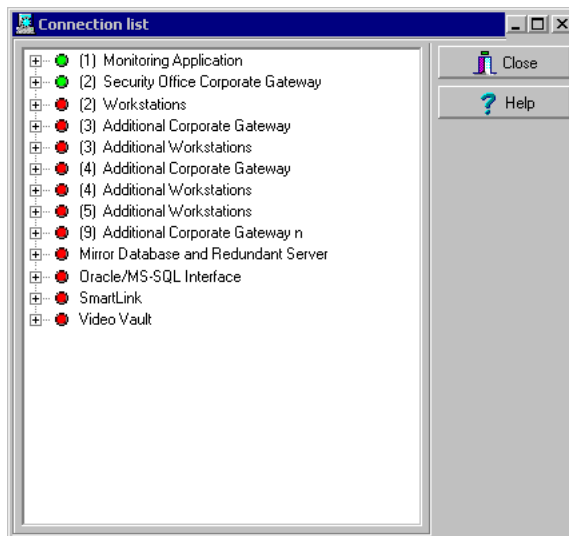 Connection list
(1) Monitoring Application
(2) Security Office Corporate Gateway
(2) Workstations
(3) Additional Corporate Gateway
(3) Additional Workstations
(4) Additional Corporate Gateway
(4) Additional Workstations
(5) Additional Workstations
(9) Additional Corporate Gateway n
Mirror Database and Redundant Server
Oracle/MS-SQL Interface
SmartLink
Video Vault
Close
Help